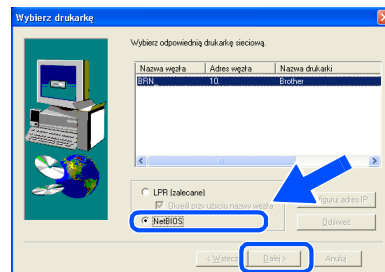 Wybierz drukarkę
Wybierz odpowiednią drukarkę sieciową.
Nazwa węzła Adres węzła Nazwa drukarki
BRN_ 10. Brother
LPR (zalecane)
Określ przy użyciu nazwy węzła
NetBIOS
adres IP
Odśwież
< Wstecz Dalej > Anuluj